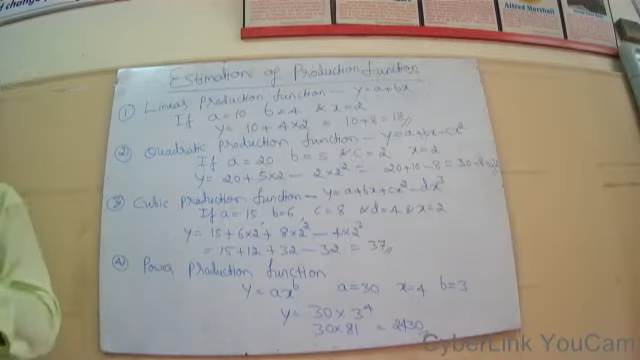 d change
Alfred Marshall
Estimation of Production function
① Linear production function - y = a+bx
If a=10 b=4 & x=2
y = 10 + 4×2 = 10+8 = 18//
② Quadratic production function - y=a+bx-cx²
If a=20 b=5 & c=2 x=2
y= 20+5×2 - 2×2² = 20+10-8 = 30-8=22
③ Cubic production function - y=a+bx+cx²-dx³
If a=15 b=6, c=8 & d=4 & x=2
y= 15+6×2 + 8×2² - 4×2³
= 15+12+32-32 = 37//
④ Power production function
y= axᵇ a=30 x=4 b=3
y= 30×3⁴
30×81 = 2430
CyberLink YouCam